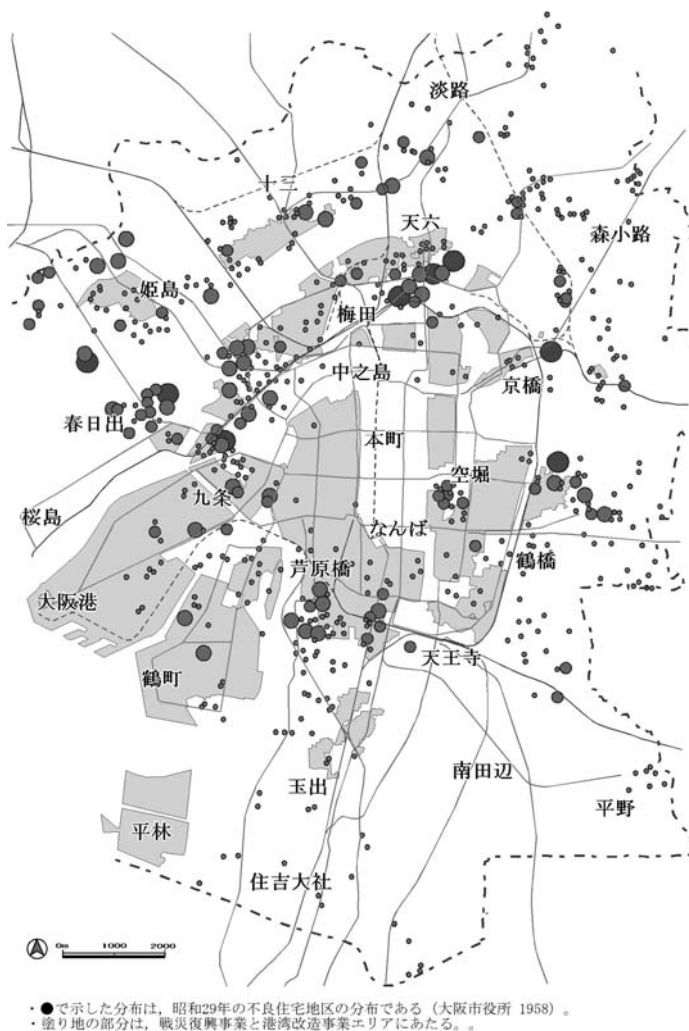 淡路
十三
天六
森小路
姫島
梅田
中之島
京橋
春日出
本町
空堀
九条
桜島
なんば
鶴橋
芦原橋
大阪港
天王寺
鶴町
玉出
南田辺
平野
平林
住吉大社
0m 1000 2000
・●で示した分布は，昭和29年の不良住宅地区の分布である（大阪市役所 1958）。
・塗り地の部分は，戦災復興事業と港湾改造事業エリアにあたる。。